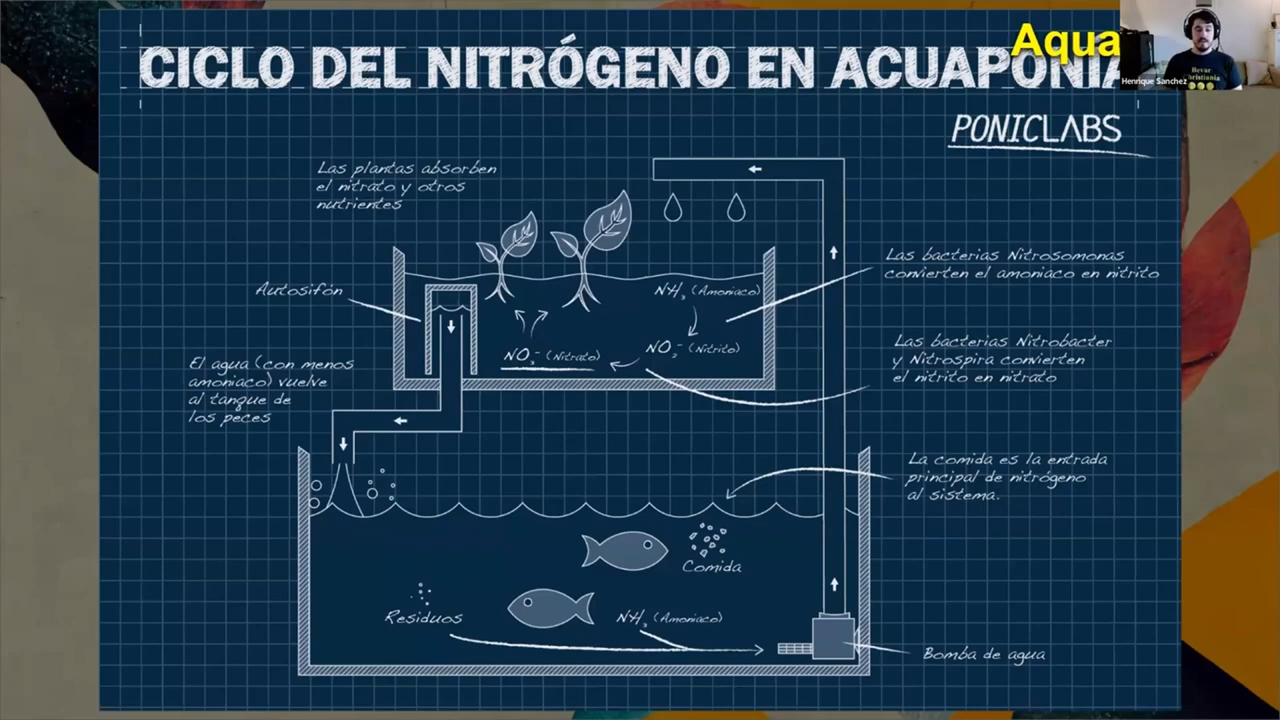 CICLO DEL NITRÓGENO EN ACUAPONIA
Aqua
Henrique Sanchez
Bevar
Christiania
PONICLABS
Las plantas absorben
el nitrato y otros
nutrientes
Las bacterias Nitrosomonas
convierten el amoniaco en nitrito
Autosifón
NH₃ (Amoniaco)
NO₂⁻ (Nitrito)
NO₃⁻ (Nitrato)
Las bacterias Nitrobacter
y Nitrospira convierten
el nitrito en nitrato
El agua (con menos
amoniaco) vuelve
al tanque de
los peces
La comida es la entrada
principal de nitrógeno
al sistema.
Comida
Residuos
NH₃ (Amoniaco)
Bomba de agua